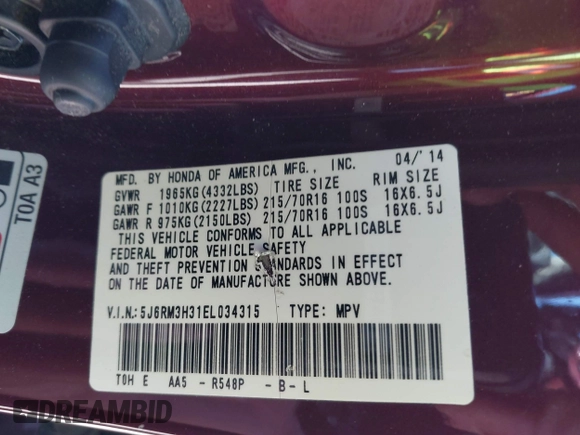 TOA A3
MFD. BY HONDA OF AMERICA MFG., INC. 04/'14
GVWR 1965KG(4332LBS) TIRE SIZE RIM SIZE
GAWR F 1010KG(2227LBS) 215/70R16 100S 16X6.5J
GAWR R 975KG(2150LBS) 215/70R16 100S 16X6.5J
THIS VEHICLE CONFORMS TO ALL APPLICABLE
FEDERAL MOTOR VEHICLE SAFETY
AND THEFT PREVENTION STANDARDS IN EFFECT
ON THE DATE OF MANUFACTURE SHOWN ABOVE.
V.I.N.:5J6RM3H31EL034315 TYPE: MPV
TOH E AA5 -R548P -B-L
DREAMBID